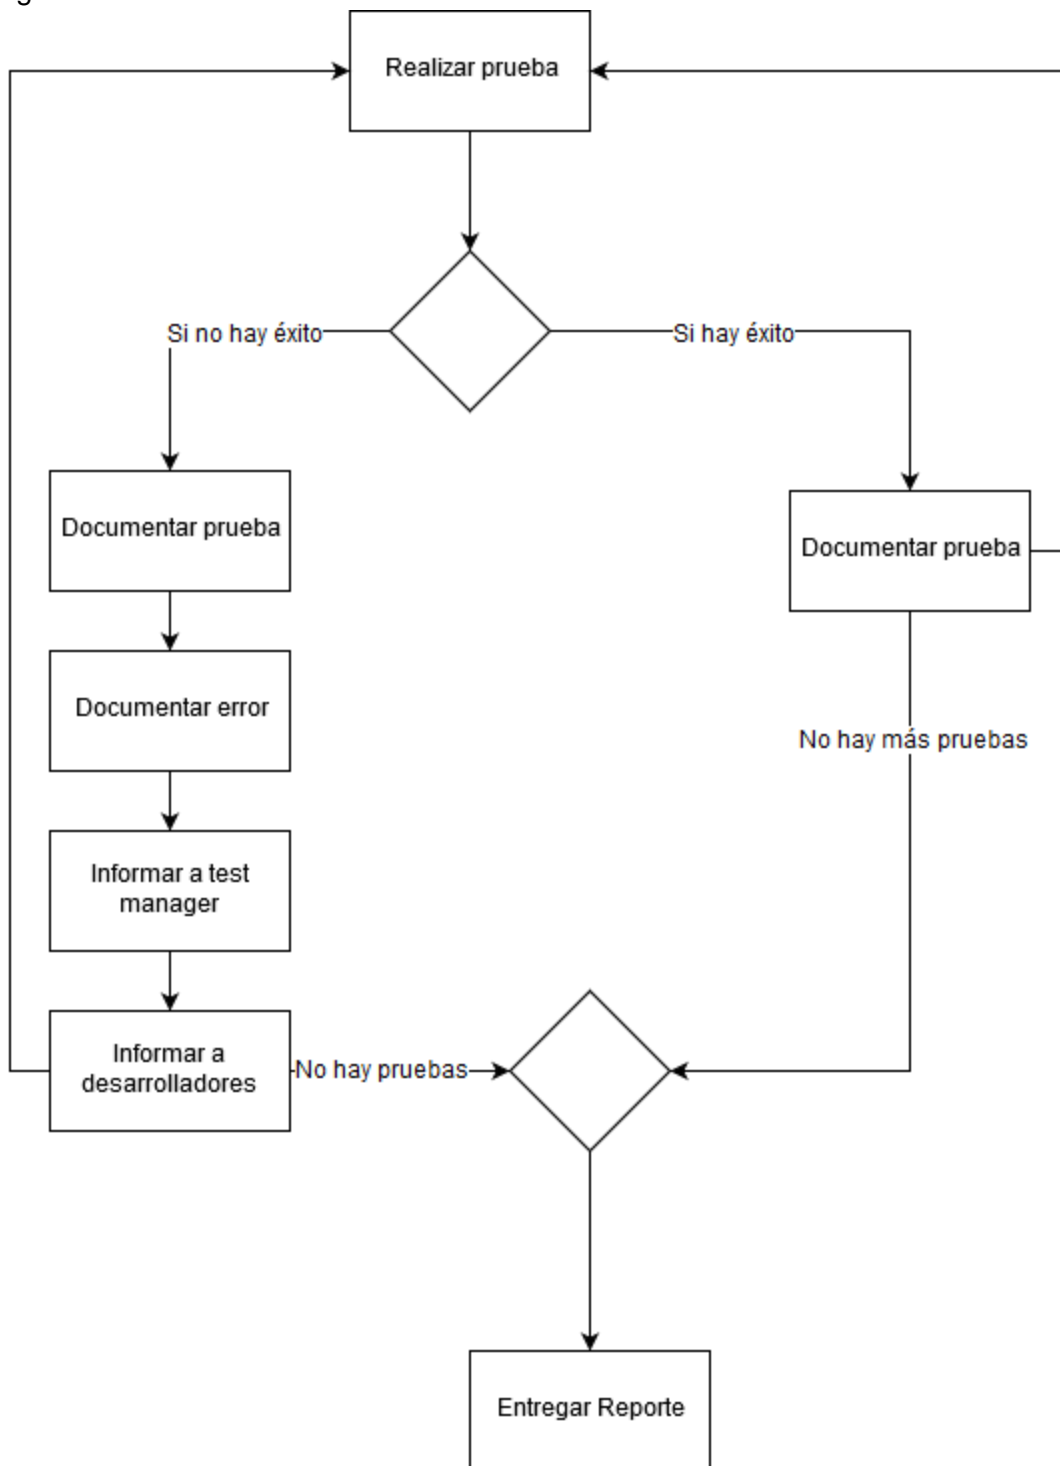 Realizar prueba
Si no hay éxito
Si hay éxito
Documentar prueba
Documentar prueba
Documentar error
No hay más pruebas
Informar a test
manager
Informar a
desarrolladores
No hay pruebas
Entregar Reporte